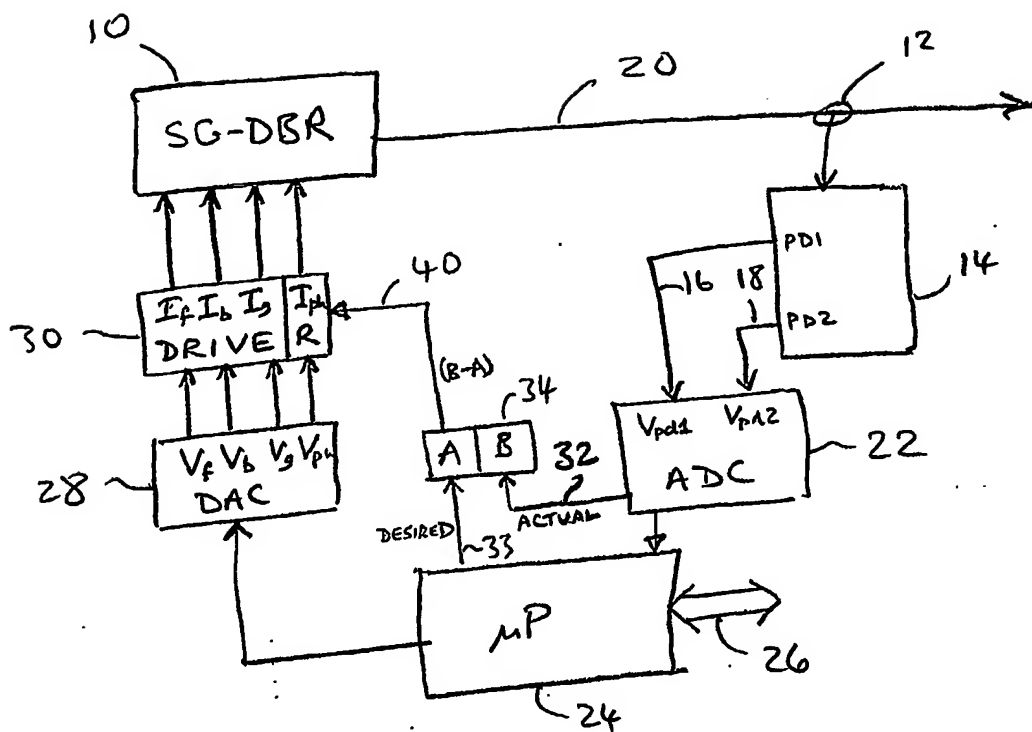 10
20
12
SG-DBR
PD1
14
16
18
PD2
40
If Ib Ig Iph
30
DRIVE R
(B-A)
34
A B
Vpd1 Vpd2
22
ADC
32
Vf Vb Vg Vph
28
DAC
DESIRED
33
ACTUAL
μP
26
24